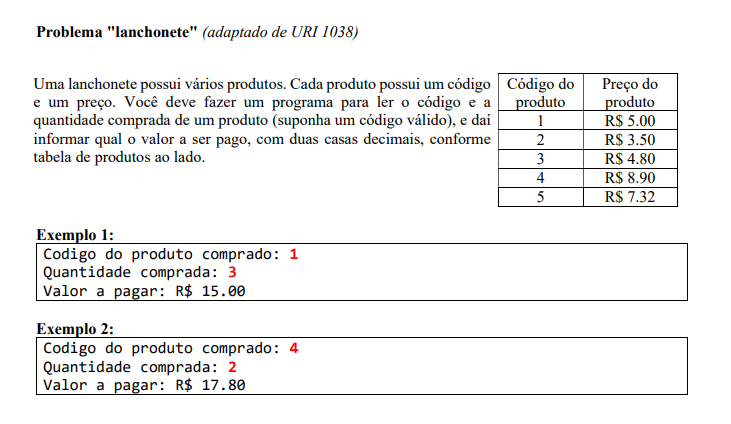 Problema "lanchonete" (adaptado de URI 1038)
Uma lanchonete possui vários produtos. Cada produto possui um código
e um preço. Você deve fazer um programa para ler o código e a
quantidade comprada de um produto (suponha um código válido), e daí
informar qual o valor a ser pago, com duas casas decimais, conforme
tabela de produtos ao lado.
Código do produto Preço do produto
1 R$ 5.00
2 R$ 3.50
3 R$ 4.80
4 R$ 8.90
5 R$ 7.32
Exemplo 1:
Codigo do produto comprado: 1
Quantidade comprada: 3
Valor a pagar: R$ 15.00
Exemplo 2:
Codigo do produto comprado: 4
Quantidade comprada: 2
Valor a pagar: R$ 17.80